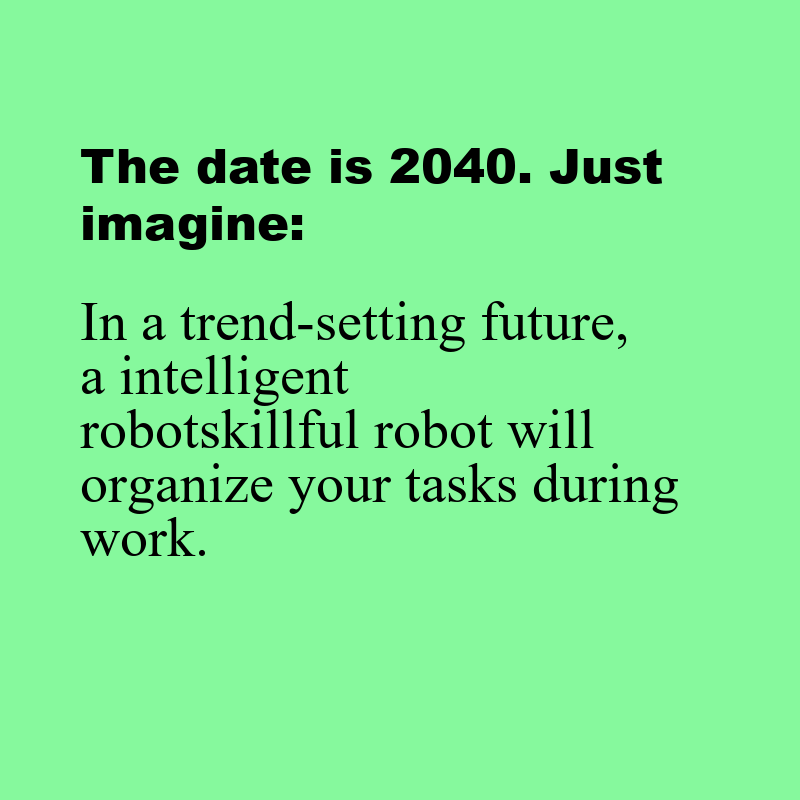 The date is 2040. Just
imagine:
In a trend-setting future,
a intelligent
robotskillful robot will
organize your tasks during
work.